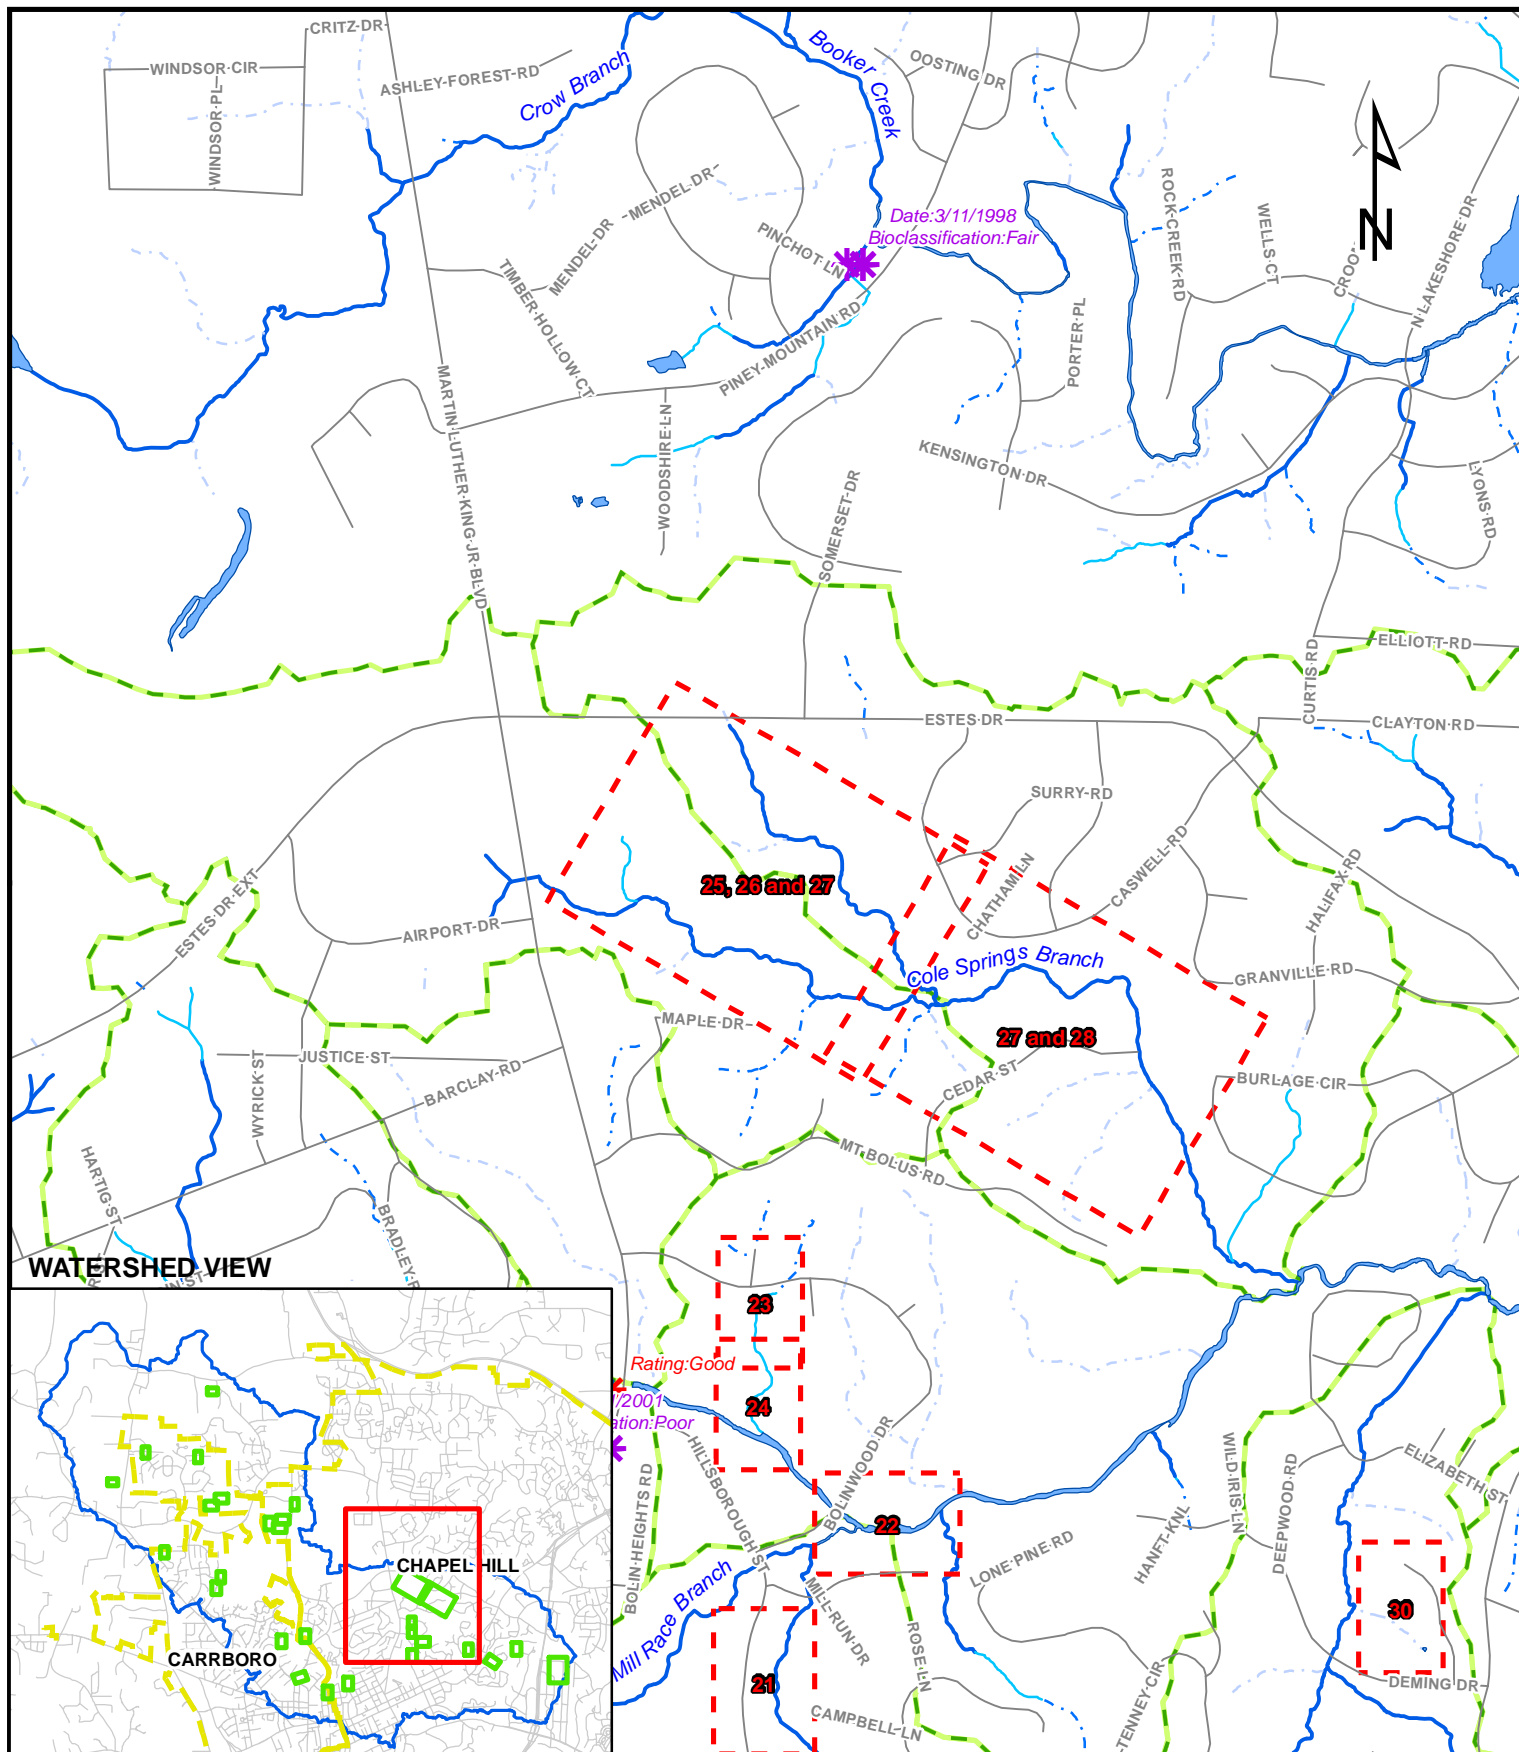 CRITZ DR
WINDSOR CIR
WINDSOR PL
ASHLEY FOREST RD
Crow Branch
Booker Creek
OOSTING DR
MENDEL DR
MENDEL DR
PINCHOT LN
TIMBER HOLLOW CT
Date:3/11/1998
Bioclassification:Fair
ROCK CREEK RD
WELLS CT
CROO
N LAKESHORE DR
N
PINEY MOUNTAIN RD
PORTER PL
MARTIN LUTHER KING JR BLVD
WOODSHIRE LN
KENSINGTON DR
SOMERSET DR
LYONS RD
ELLIOTT RD
CURTIS RD
CLAYTON RD
ESTES DR
SURRY RD
CHATHAM LN
CASWELL RD
HALIFAX RD
25, 26 and 27
ESTES DR EXT
AIRPORT DR
Cole Springs Branch
GRANVILLE RD
MAPLE DR
27 and 28
JUSTICE ST
WYRICK ST
BARCLAY RD
CEDAR ST
BURLAGE CIR
MT BOLUS RD
HARTIG ST
BRADLEY R
WATERSHED VIEW
N ST
23
Rating:Good
/2001
ation:Poor
24
HILLSBOROUGH ST
BOLINWOOD DR
BOLIN HEIGHTS RD
22
WILD IRIS LN
DEEPWOOD RD
ELIZABETH ST
HANFT KNL
LONE PINE RD
CHAPEL HILL
CARRBORO
Mill Race Branch
MILL RUN DR
ROSE LN
21
CAMPBELL LN
TENNEY CIR
30
DEMING DR